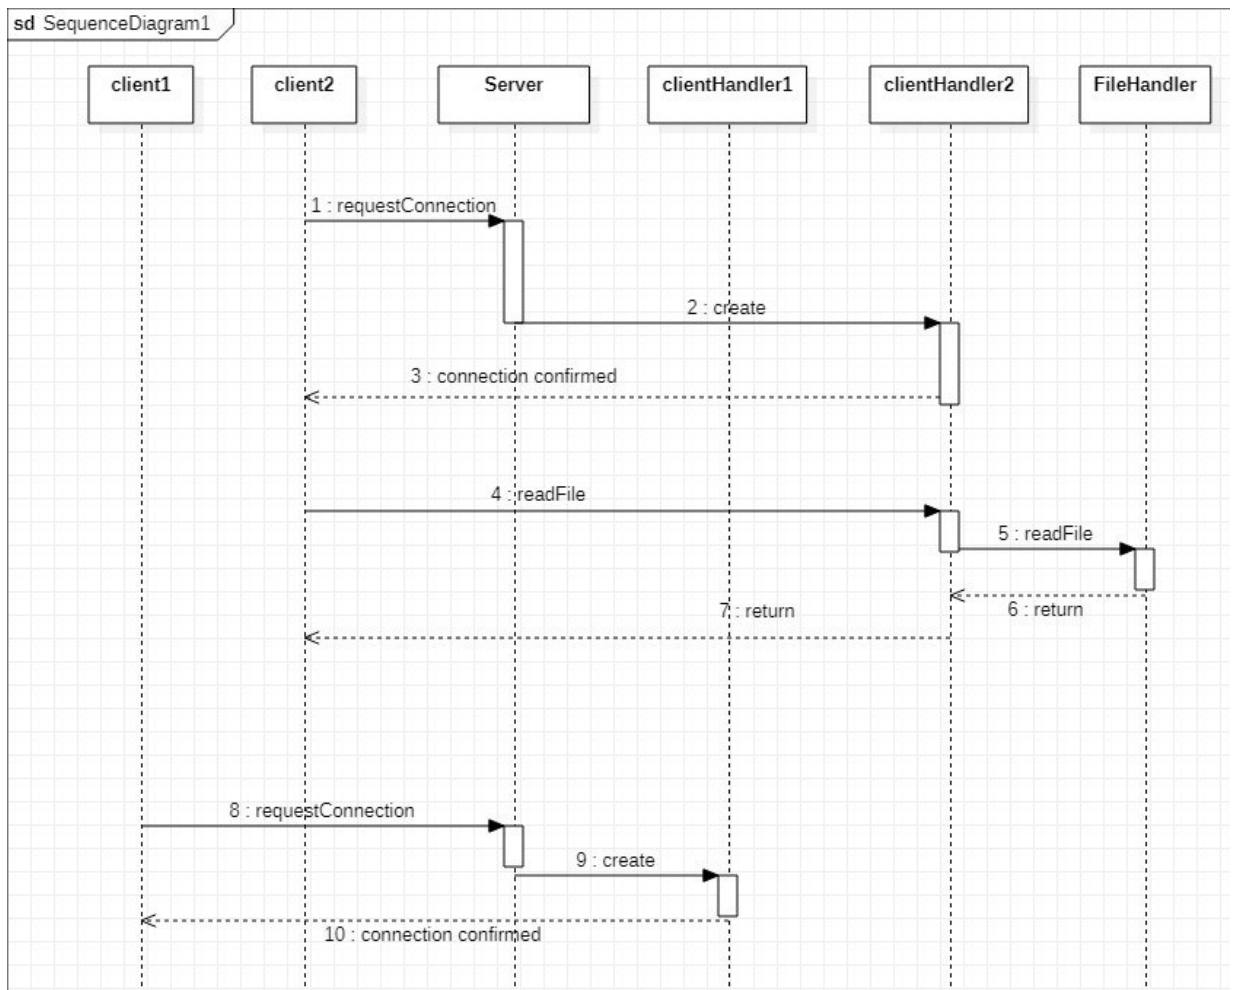 sd SequenceDiagram1
client1
client2
Server
clientHandler1
clientHandler2
FileHandler
1 : requestConnection
2 : create
3 : connection confirmed
4 : readFile
5 : readFile
6 : return
7 : return
8 : requestConnection
9 : create
10 : connection confirmed